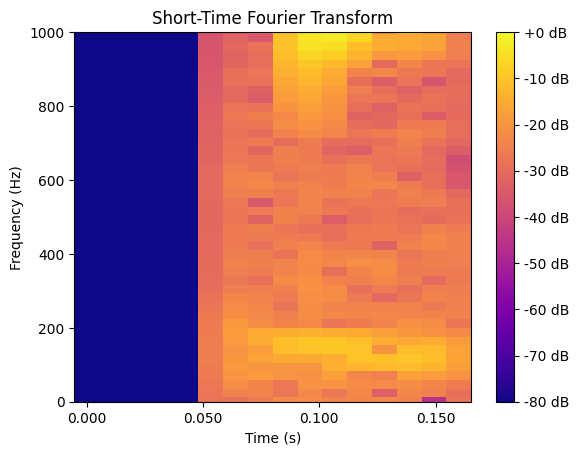 Short-Time Fourier Transform
Frequency (Hz)
1000
800
600
400
200
0
0.000
0.050
0.100
0.150
Time (s)
+0 dB
-10 dB
-20 dB
-30 dB
-40 dB
-50 dB
-60 dB
-70 dB
-80 dB